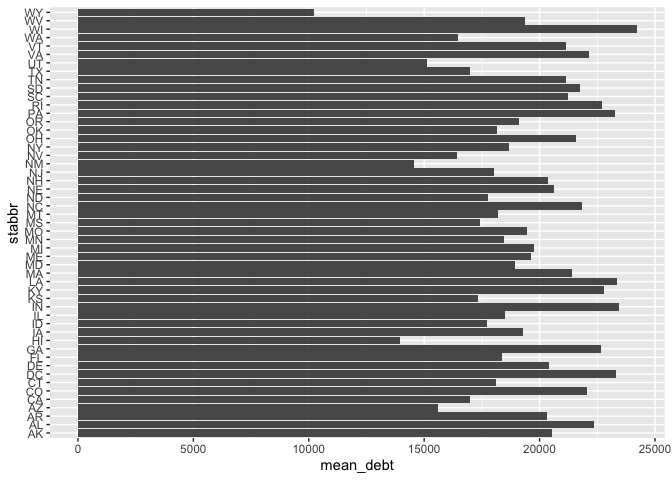 WY
WV
WI
WA
VT
VA
UT
TX
TN
SD
SC
RI
PA
OR
OK
OH
NY
NV
NM
NJ
NH
NE
ND
NC
MT
MS
MO
MN
MI
ME
MD
MA
LA
KY
KS
IN
IL
ID
IA
HI
GA
FL
DE
DC
CT
CO
CA
AZ
AR
AL
AK
stabbr
0 5000 10000 15000 20000 25000
mean_debt